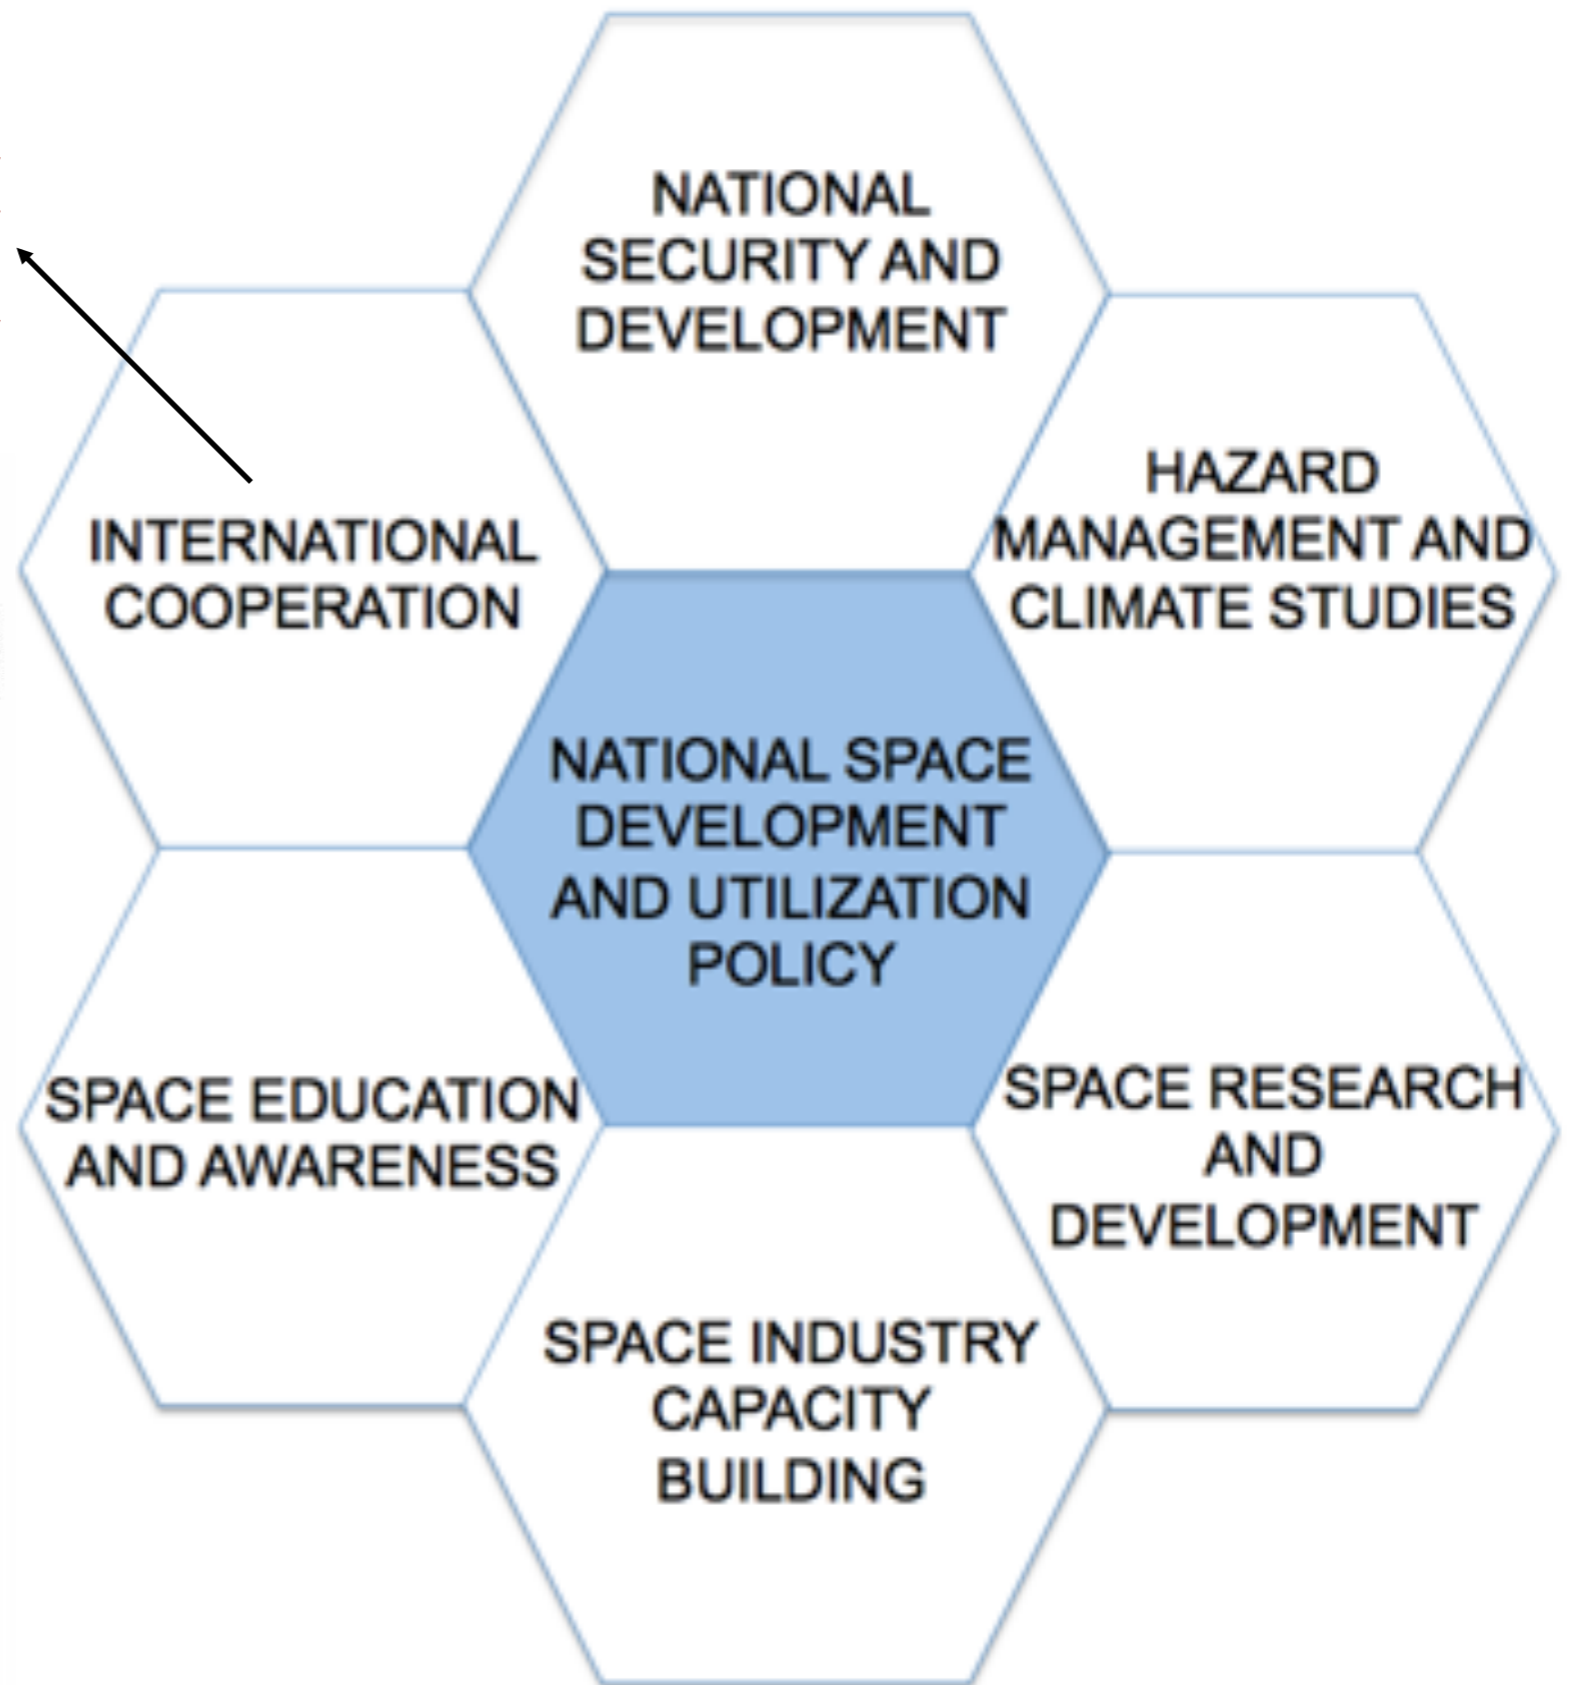 NATIONAL
SECURITY AND
DEVELOPMENT
HAZARD
MANAGEMENT AND
CLIMATE STUDIES
INTERNATIONAL
COOPERATION
NATIONAL SPACE
DEVELOPMENT
AND UTILIZATION
POLICY
SPACE EDUCATION
AND AWARENESS
SPACE RESEARCH
AND
DEVELOPMENT
SPACE INDUSTRY
CAPACITY
BUILDING